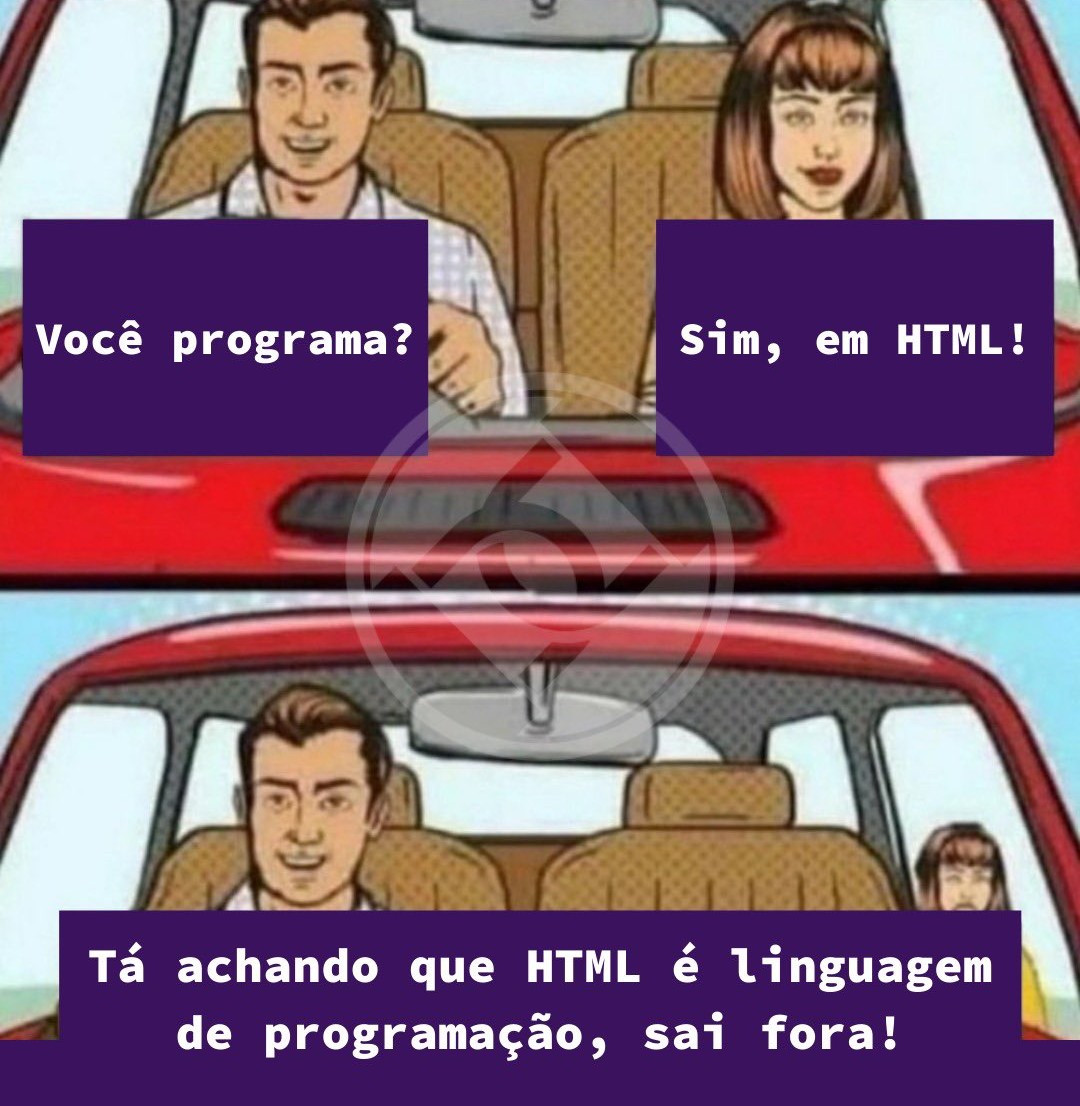 Você programa?
Sim, em HTML!
Tá achando que HTML é linguagem
de programação, sai fora!